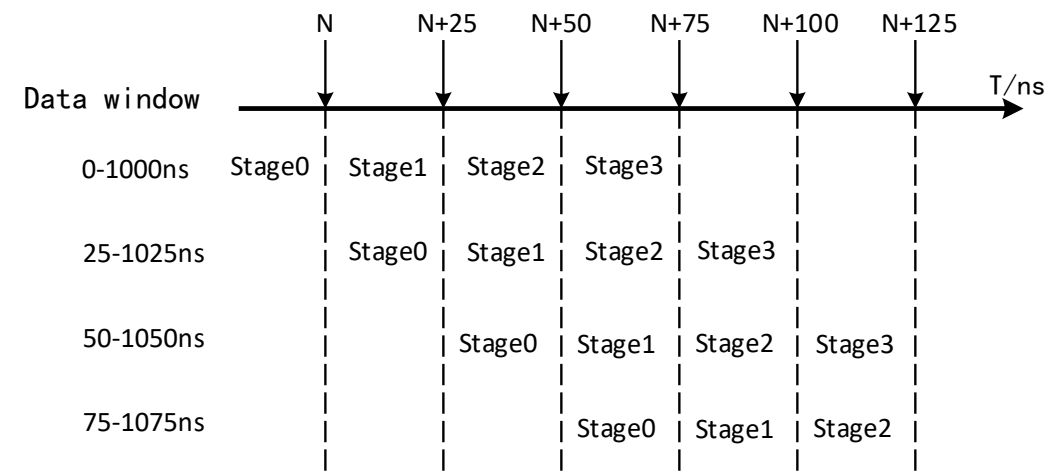 N N+25 N+50 N+75 N+100 N+125
T/ns
Data window
0-1000ns Stage0 Stage1 Stage2 Stage3
25-1025ns Stage0 Stage1 Stage2 Stage3
50-1050ns Stage0 Stage1 Stage2 Stage3
75-1075ns Stage0 Stage1 Stage2